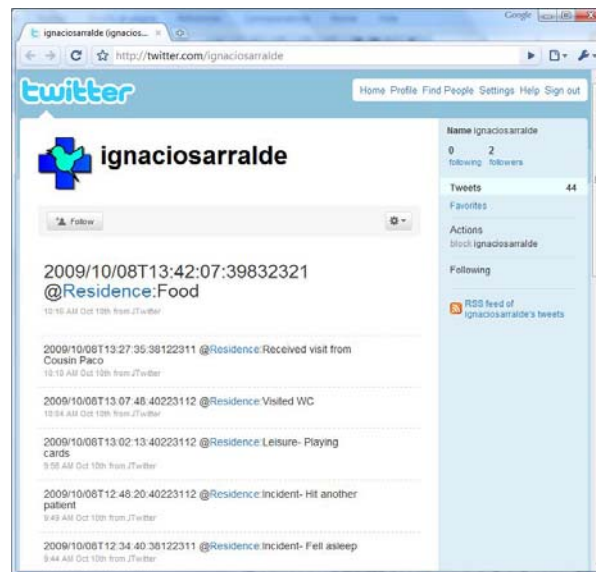 Google
ignaciosarralde (ignacios...
http://twitter.com/ignaciosarralde
twitter
Home Profile Find People Settings Help Sign out
ignaciosarralde
Follow
2009/10/08T13:42:07:39832321
@Residence:Food
10:16 AM Oct 10th from JTwitter
2009/10/08T13:27:35:38122311 @Residence:Received visit from
Cousin Paco
10:10 AM Oct 10th from JTwitter
2009/10/08T13:07:48:40223112 @Residence:Visited WC
10:04 AM Oct 10th from JTwitter
2009/10/08T13:02:13:40223112 @Residence:Leisure- Playing
cards
9:56 AM Oct 10th from JTwitter
2009/10/08T12:48:20:40223112 @Residence:Incident- Hit another
patient
9:49 AM Oct 10th from JTwitter
2009/10/08T12:34:40:38122311 @Residence:Incident- Fell asleep
9:44 AM Oct 10th from JTwitter
Name ignaciosarralde
0 2
following followers
Tweets 44
Favorites
Actions
block ignaciosarralde
Following
RSS feed of
ignaciosarralde's tweets